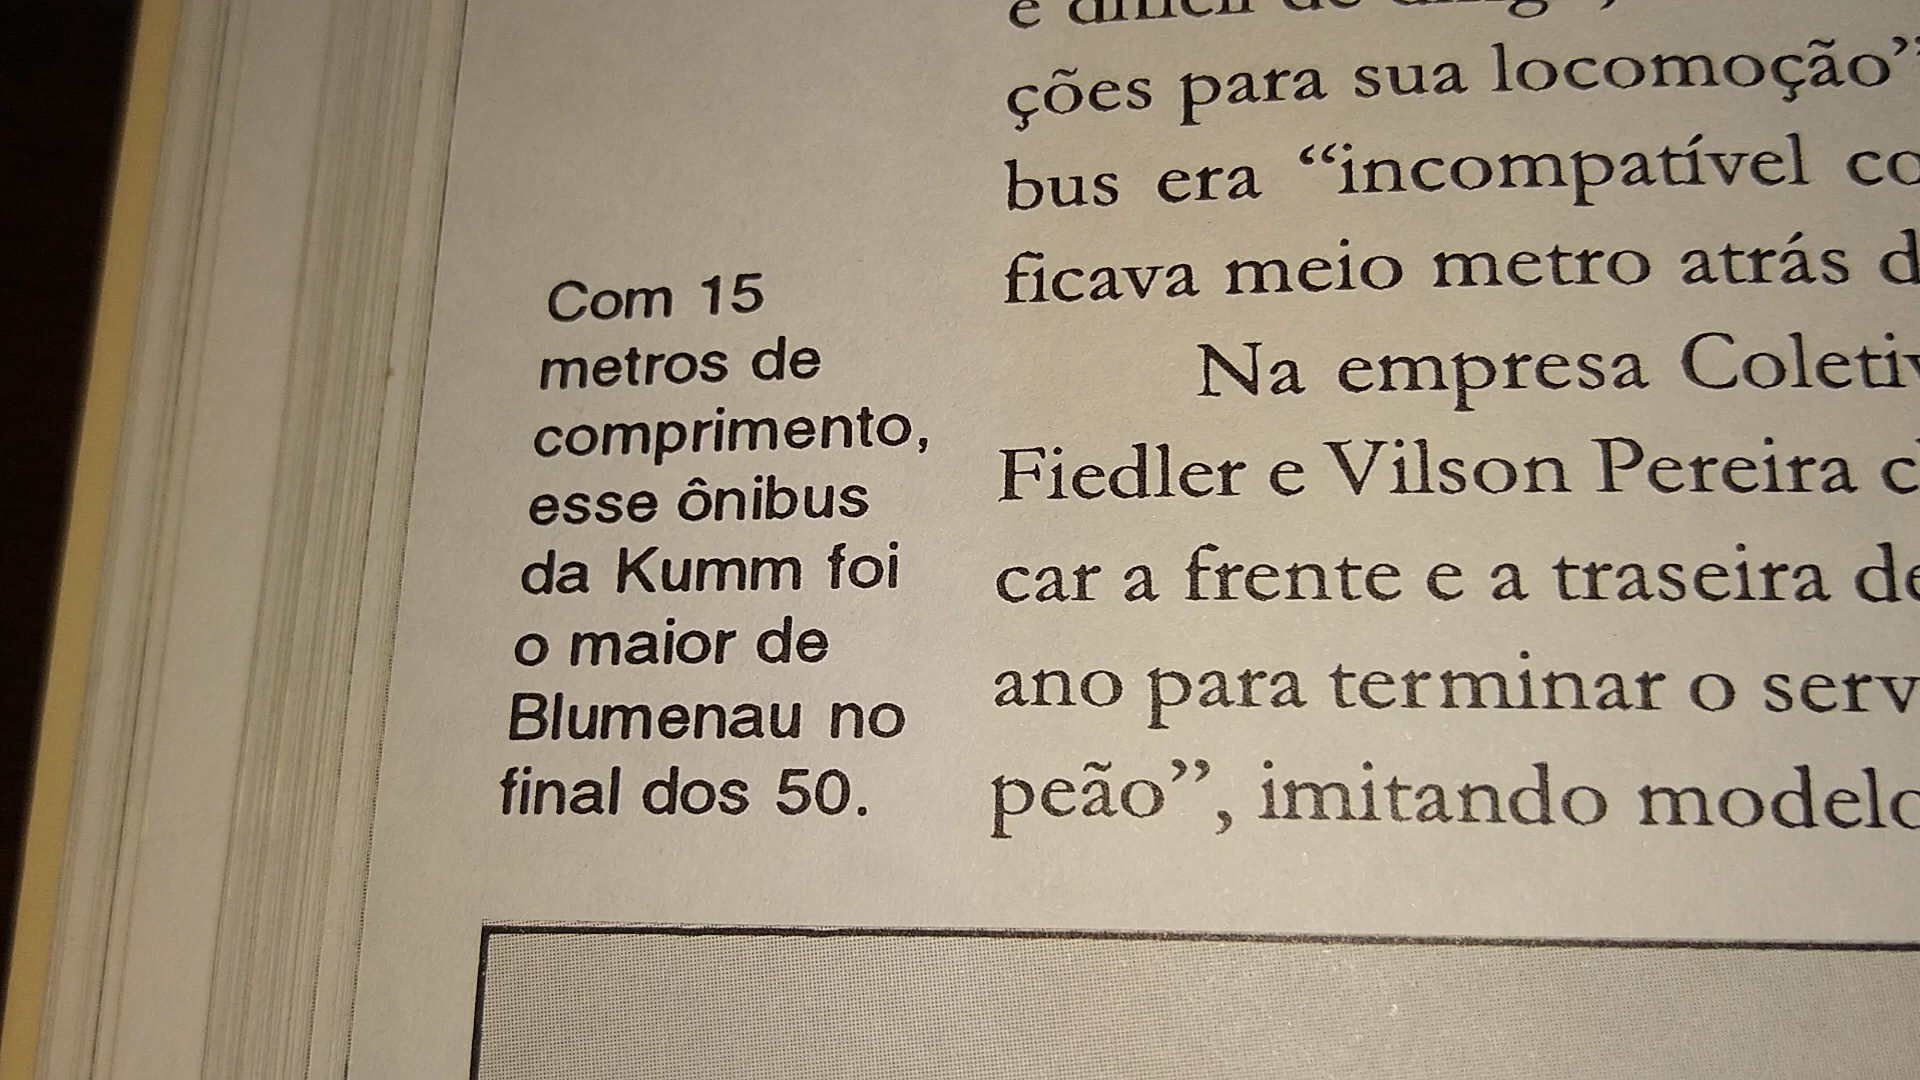 Com 15
metros de
comprimento,
esse ônibus
da Kumm foi
o maior de
Blumenau no
final dos 50.
ções para sua locomoção”
bus era “incompatível
ficava meio metro atrás
Na empresa
Fiedler e Vilson Pereira
car a frente e a traseira
ano para terminar o
peão”, imitando